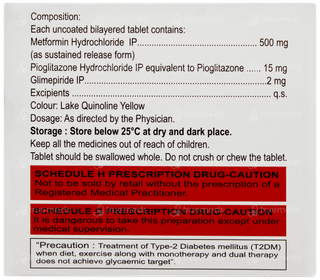 Composition:
Each uncoated bilayered tablet contains:
Metformin Hydrochloride IP............................ 500 mg
(as sustained release form)
Pioglitazone Hydrochloride IP equivalent to Pioglitazone ...... 15 mg
Glimepiride IP............................................ 2 mg
Excipients ................................................ q.s.
Colour: Lake Quinoline Yellow
Dosage: As directed by the Physician.
Storage : Store below 25°C at dry and dark place.
Keep all the medicines out of reach of children.
Tablet should be swallowed whole. Do not crush or chew the tablet.
SCHEDULE H PRESCRIPTION DRUG-CAUTION
Not to be sold by retail without the prescription of a
Registered Medical Practitioner.
SCHEDULE G PRESCRIPTION DRUG-CAUTION
It is dangerous to take this preparation except under
medical supervision.
"Precaution : Treatment of Type-2 Diabetes mellitus (T2DM)
when diet, exercise along with monotherapy and dual therapy
does not achieve glycaemic target".